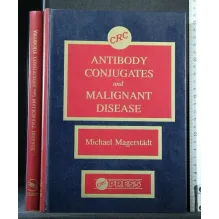 CRC
ANTIBODY
CONJUGATES
and
MALIGNANT
DISEASE
Michael Magerstädt
CRC PRESS